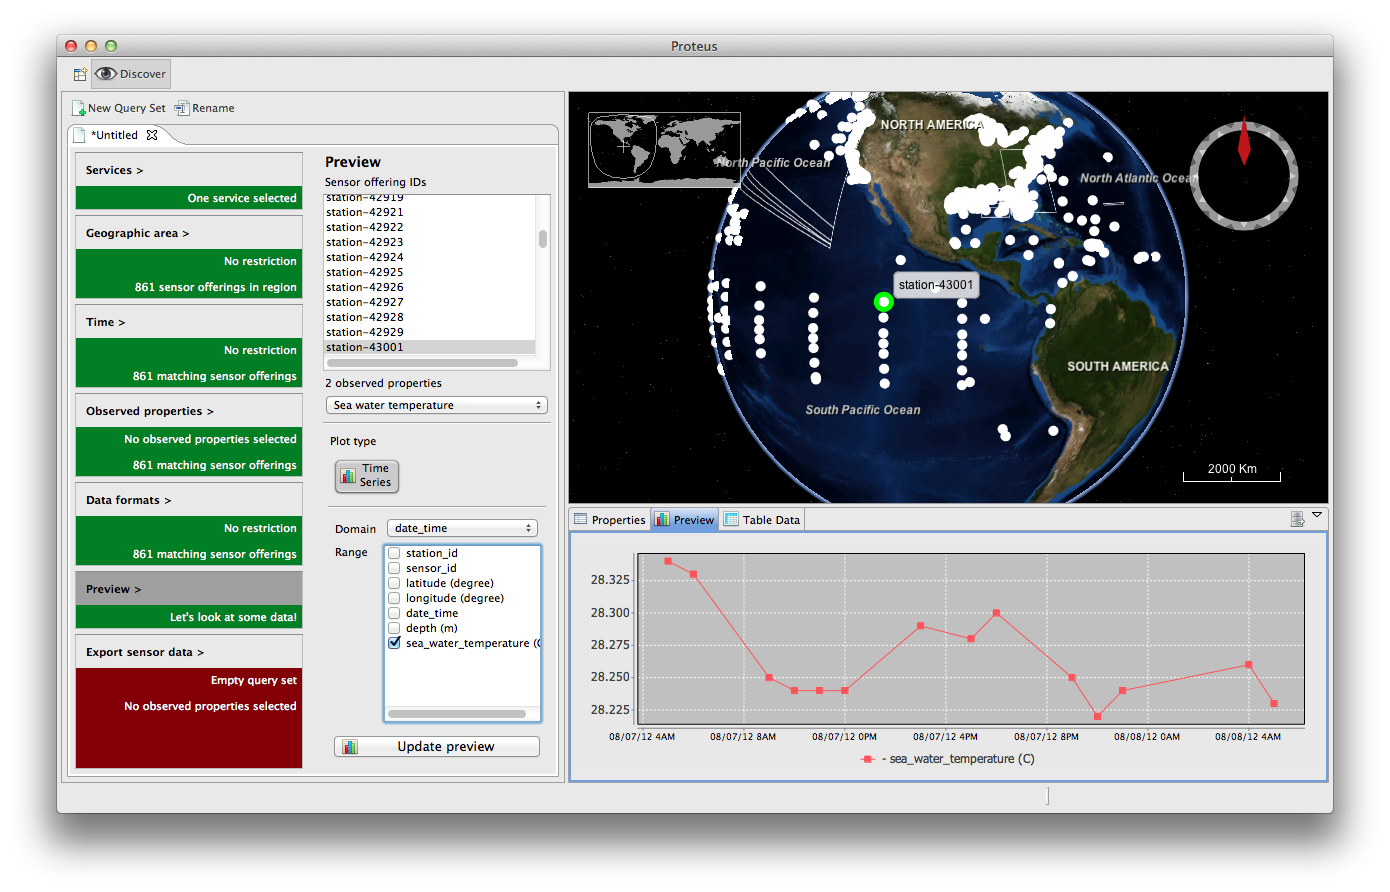 Proteus
Discover
New Query Set Rename
*Untitled
Services >
One service selected
Geographic area >
No restriction
861 sensor offerings in region
Time >
No restriction
861 matching sensor offerings
Observed properties >
No observed properties selected
861 matching sensor offerings
Data formats >
No restriction
861 matching sensor offerings
Preview >
Let's look at some data!
Export sensor data >
Empty query set
No observed properties selected
Preview
Sensor offering IDs
station-42919
station-42921
station-42922
station-42923
station-42924
station-42925
station-42926
station-42927
station-42928
station-42929
station-43001
2 observed properties
Sea water temperature
Plot type
Time
Series
Domain date_time
Range
station_id
sensor_id
latitude (degree)
longitude (degree)
date_time
depth (m)
sea_water_temperature (C
Update preview
NORTH AMERICA
North Pacific Ocean
North Atlantic Ocean
station-43001
SOUTH AMERICA
South Pacific Ocean
2000 Km
Properties Preview Table Data
28.325
28.300
28.275
28.250
28.225
08/07/12 4AM 08/07/12 8AM 08/07/12 0PM 08/07/12 4PM 08/07/12 8PM 08/08/12 0AM 08/08/12 4AM
- sea_water_temperature (C)